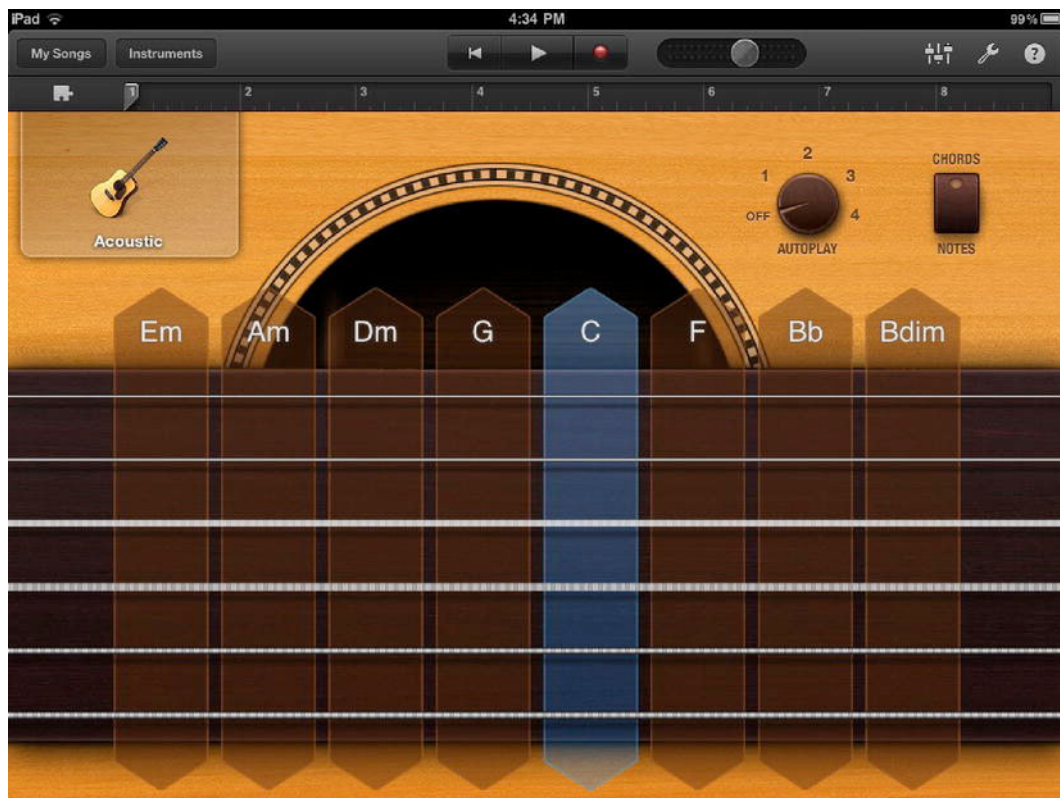 iPad 4:34 PM 99%
My Songs Instruments ?
1 2 3 4 5 6 7 8
2
1 3
OFF 4
AUTOPLAY
CHORDS
NOTES
Acoustic
Em Am Dm G C F Bb Bdim